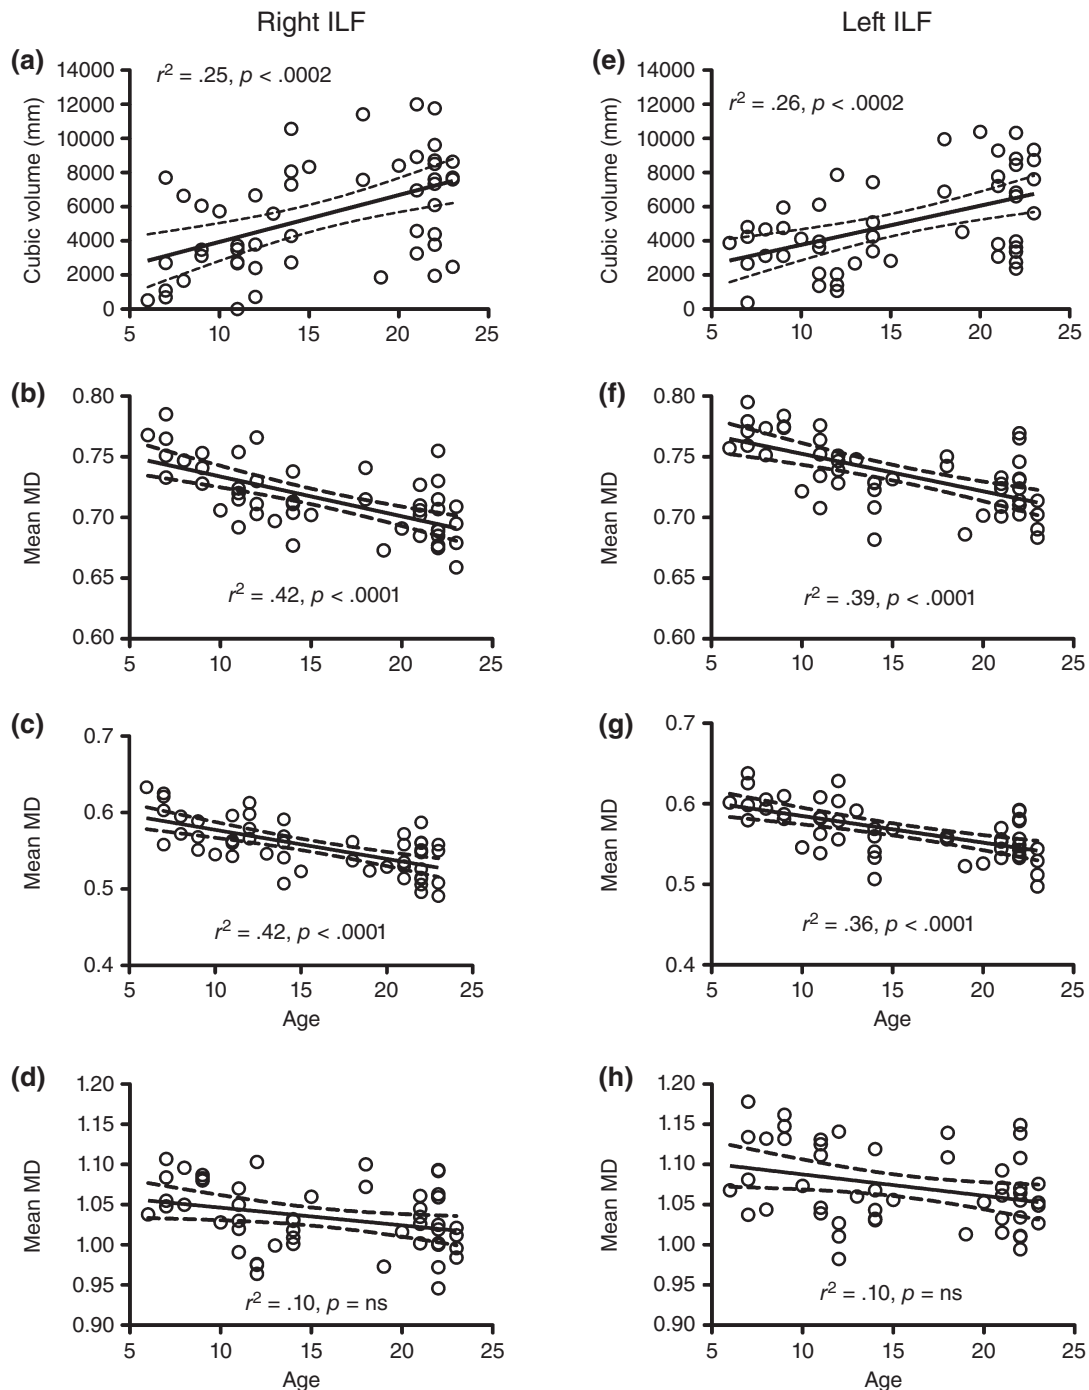 Right ILF
Left ILF
(a)
Cubic volume (mm)
14000
12000
10000
8000
6000
4000
2000
0
5 10 15 20 25
r² = .25, p < .0002
(e)
Cubic volume (mm)
14000
12000
10000
8000
6000
4000
2000
0
5 10 15 20 25
r² = .26, p < .0002
(b)
Mean MD
0.80
0.75
0.70
0.65
0.60
5 10 15 20 25
r² = .42, p < .0001
(f)
Mean MD
0.80
0.75
0.70
0.65
0.60
5 10 15 20 25
r² = .39, p < .0001
(c)
Mean MD
0.7
0.6
0.5
0.4
5 10 15 20 25
Age
r² = .42, p < .0001
(g)
Mean MD
0.7
0.6
0.5
0.4
5 10 15 20 25
Age
r² = .36, p < .0001
(d)
Mean MD
1.20
1.15
1.10
1.05
1.00
0.95
0.90
5 10 15 20 25
Age
r² = .10, p = ns
(h)
Mean MD
1.20
1.15
1.10
1.05
1.00
0.95
0.90
5 10 15 20 25
Age
r² = .10, p = ns